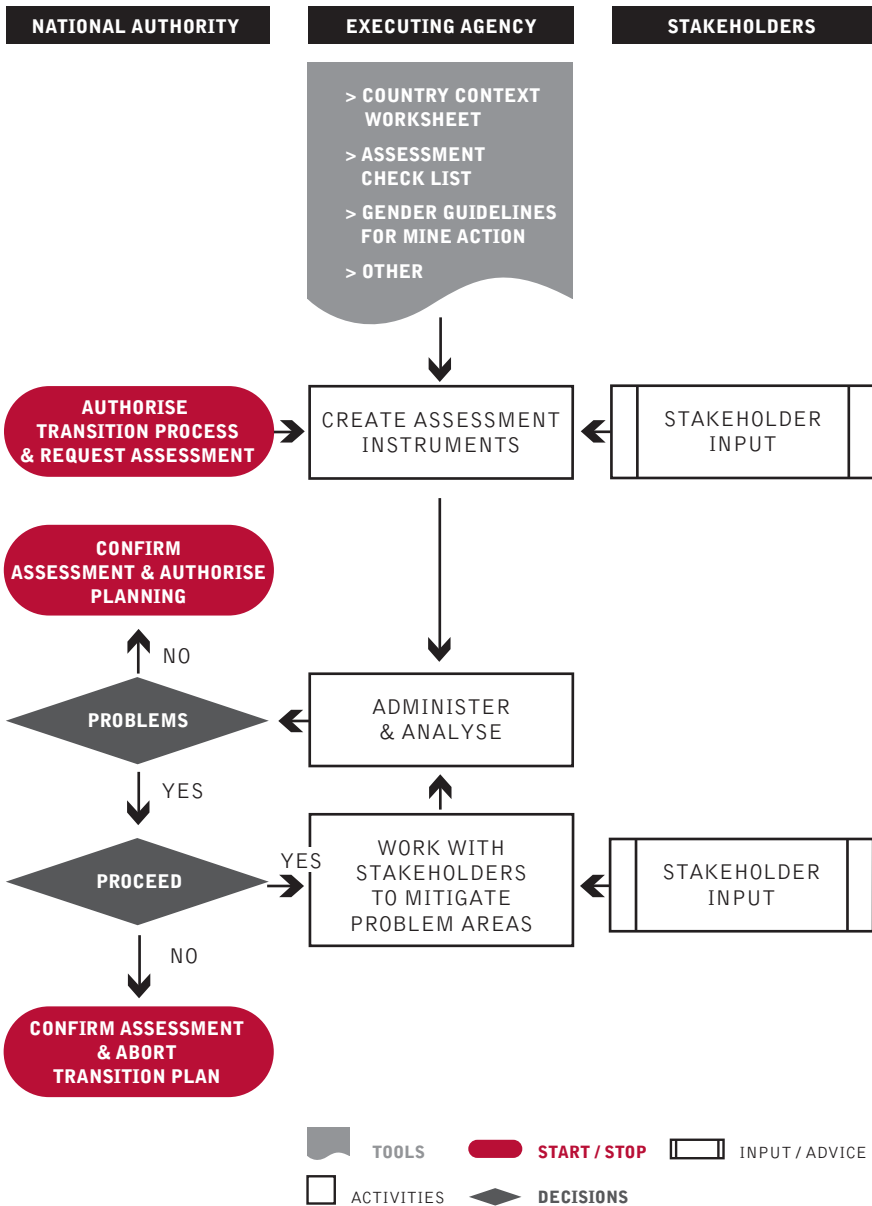 NATIONAL AUTHORITY
EXECUTING AGENCY
STAKEHOLDERS
> COUNTRY CONTEXT
WORKSHEET
> ASSESSMENT
CHECK LIST
> GENDER GUIDELINES
FOR MINE ACTION
> OTHER
AUTHORISE
TRANSITION PROCESS
& REQUEST ASSESSMENT
CREATE ASSESSMENT
INSTRUMENTS
STAKEHOLDER
INPUT
CONFIRM
ASSESSMENT & AUTHORISE
PLANNING
NO
PROBLEMS
ADMINISTER
& ANALYSE
YES
PROCEED
YES
WORK WITH
STAKEHOLDERS
TO MITIGATE
PROBLEM AREAS
STAKEHOLDER
INPUT
NO
CONFIRM ASSESSMENT
& ABORT
TRANSITION PLAN
TOOLS
START / STOP
INPUT / ADVICE
ACTIVITIES
DECISIONS